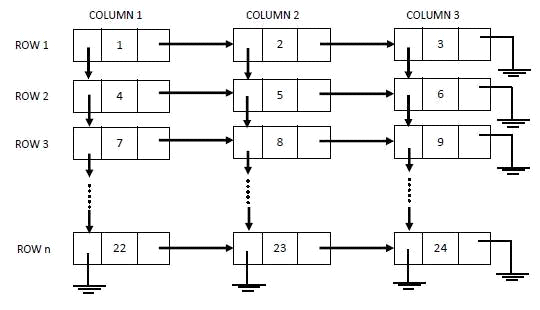 COLUMN 1 COLUMN 2 COLUMN 3
ROW 1 1 2 3
ROW 2 4 5 6
ROW 3 7 8 9
ROW n 22 23 24